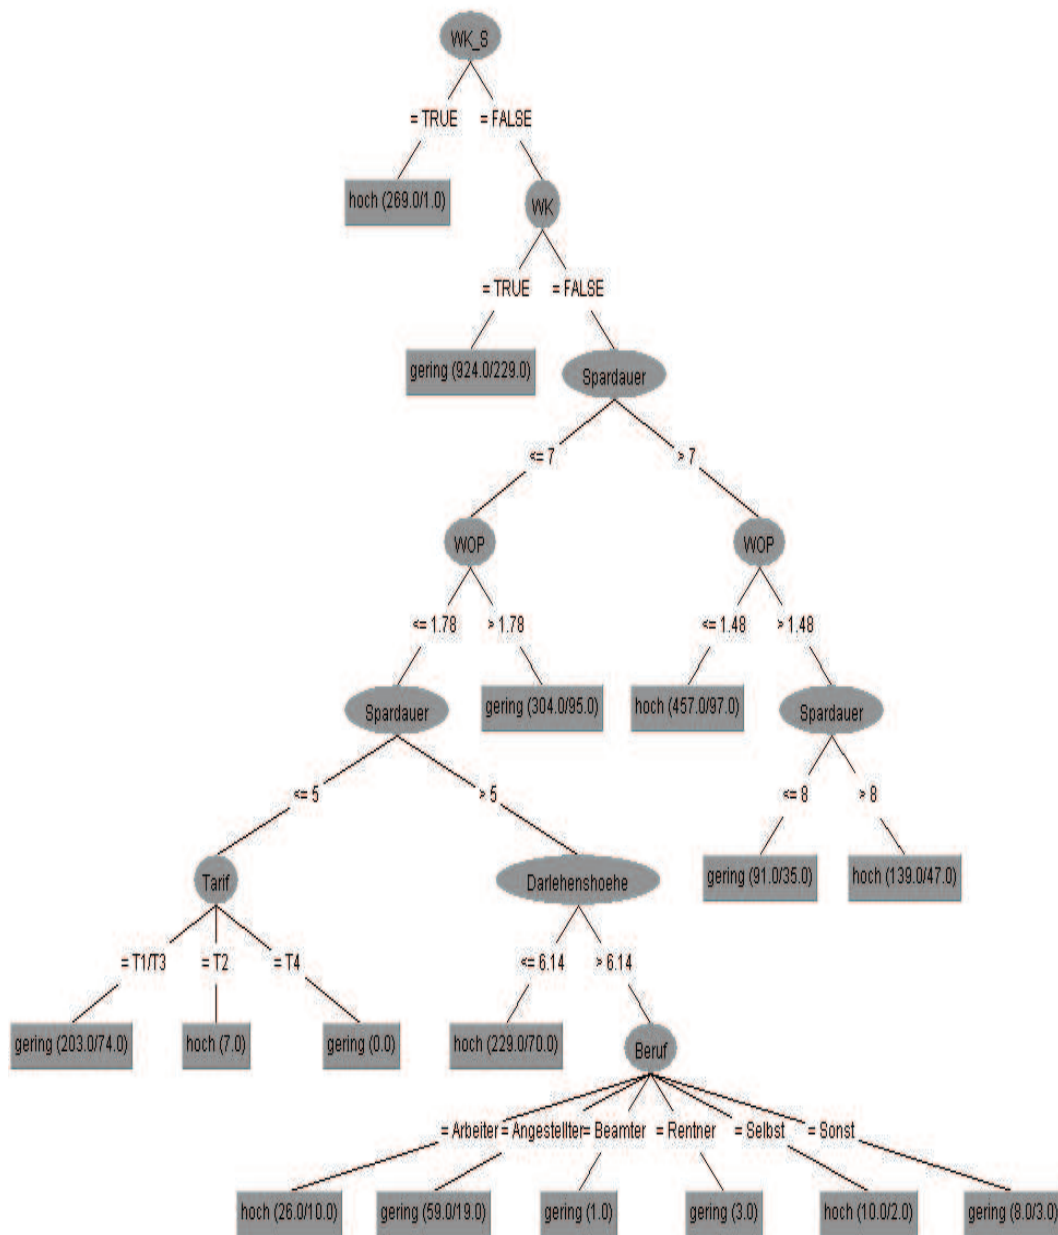 WK_S
= TRUE = FALSE
hoch (269.0/1.0)
WK
= TRUE = FALSE
gering (924.0/229.0)
Spardauer
<= 7 > 7
WOP WOP
<= 1.78 > 1.78 <= 1.48 > 1.48
Spardauer gering (304.0/95.0) hoch (457.0/97.0) Spardauer
<= 5 > 5 <= 8 > 8
Tarif Darlehenshoehe gering (91.0/35.0) hoch (139.0/47.0)
= T1/T3 = T2 = T4 <= 6.14 > 6.14
gering (203.0/74.0) hoch (7.0) gering (0.0) hoch (229.0/70.0) Beruf
= Arbeiter = Angestellter = Beamter = Rentner = Selbst = Sonst
hoch (26.0/10.0) gering (59.0/19.0) gering (1.0) gering (3.0) hoch (10.0/2.0) gering (8.0/3.0)